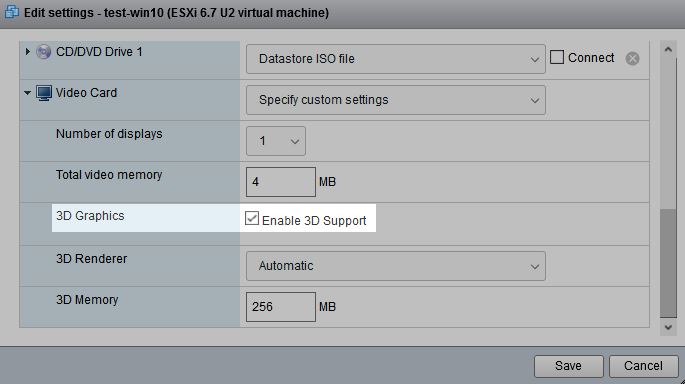 Edit settings - test-win10 (ESXi 6.7 U2 virtual machine)
CD/DVD Drive 1 Datastore ISO file Connect
Video Card Specify custom settings
Number of displays 1
Total video memory 4 MB
3D Graphics Enable 3D Support
3D Renderer Automatic
3D Memory 256 MB
Save Cancel